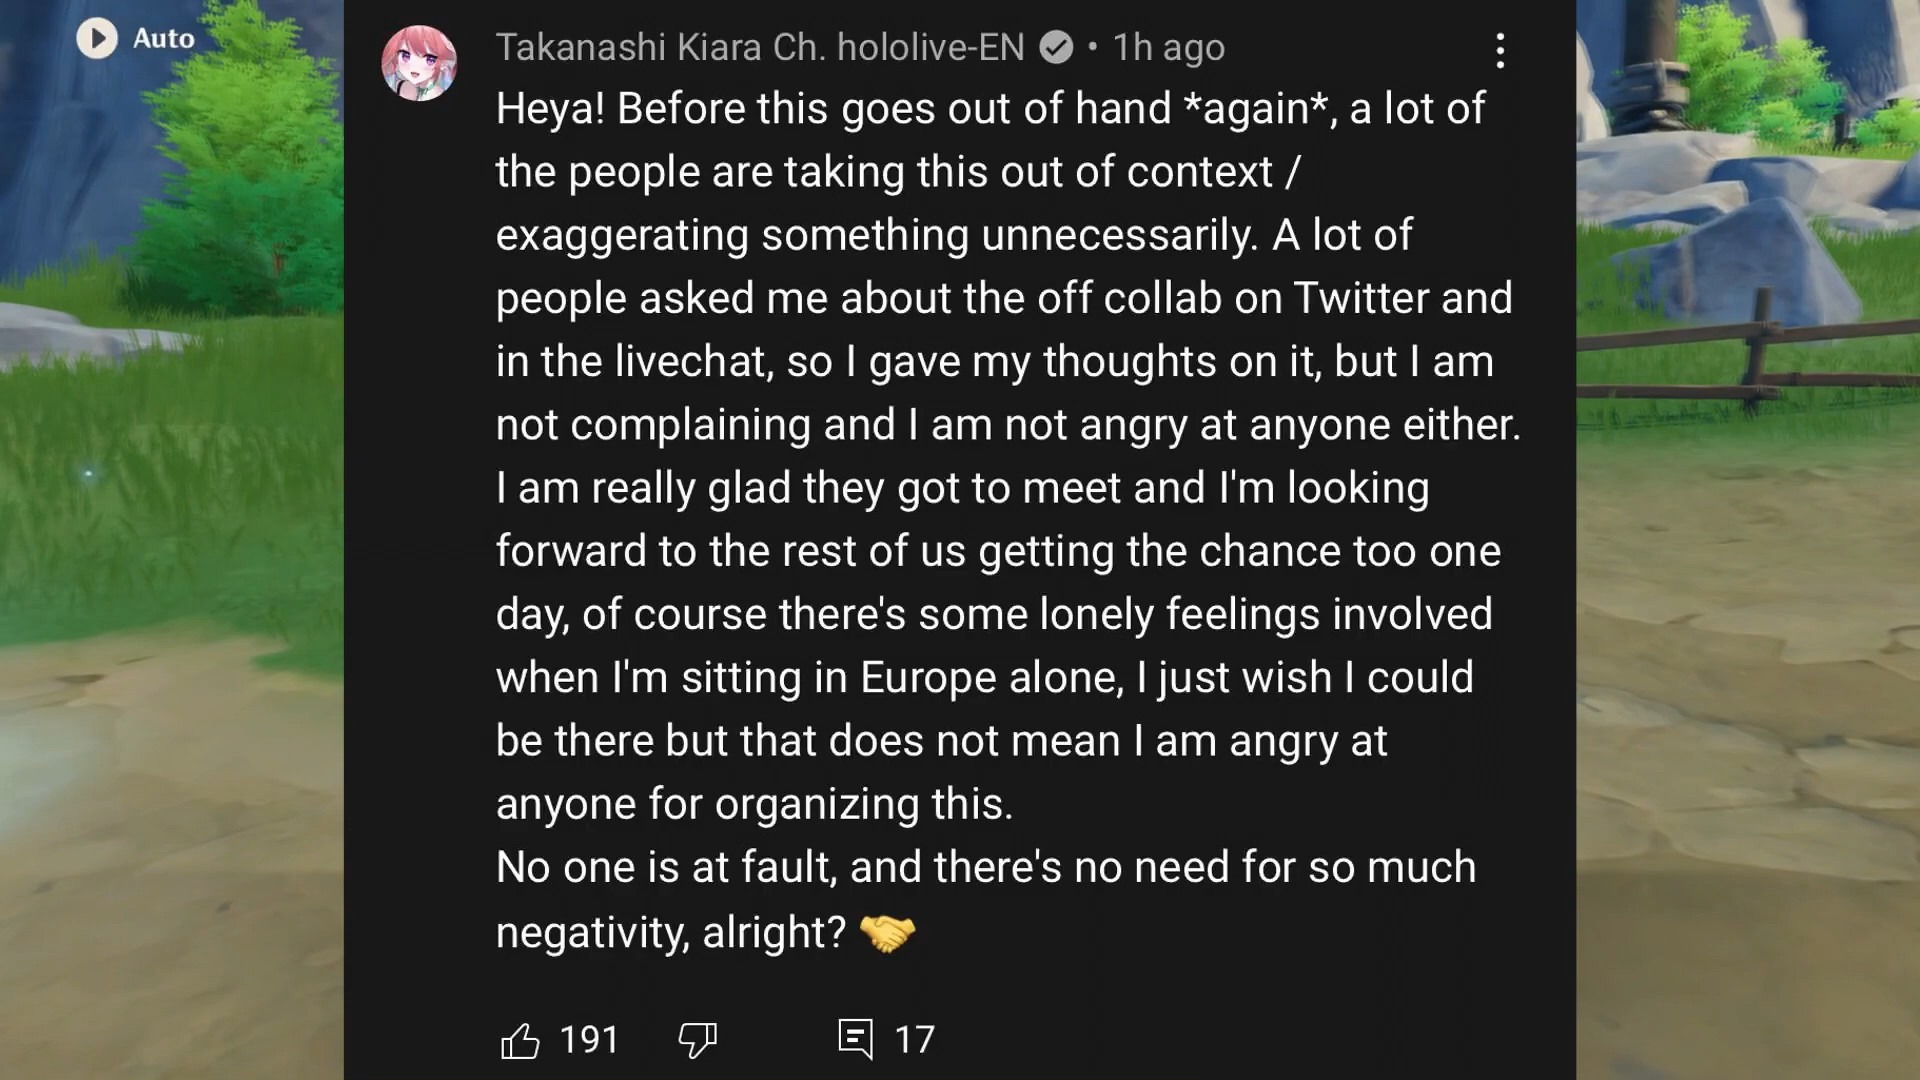 Auto
Takanashi Kiara Ch. hololive-EN • 1h ago
Heya! Before this goes out of hand *again*, a lot of
the people are taking this out of context /
exaggerating something unnecessarily. A lot of
people asked me about the off collab on Twitter and
in the livechat, so I gave my thoughts on it, but I am
not complaining and I am not angry at anyone either.
I am really glad they got to meet and I'm looking
forward to the rest of us getting the chance too one
day, of course there's some lonely feelings involved
when I'm sitting in Europe alone, I just wish I could
be there but that does not mean I am angry at
anyone for organizing this.
No one is at fault, and there's no need for so much
negativity, alright? 🤝
191 17